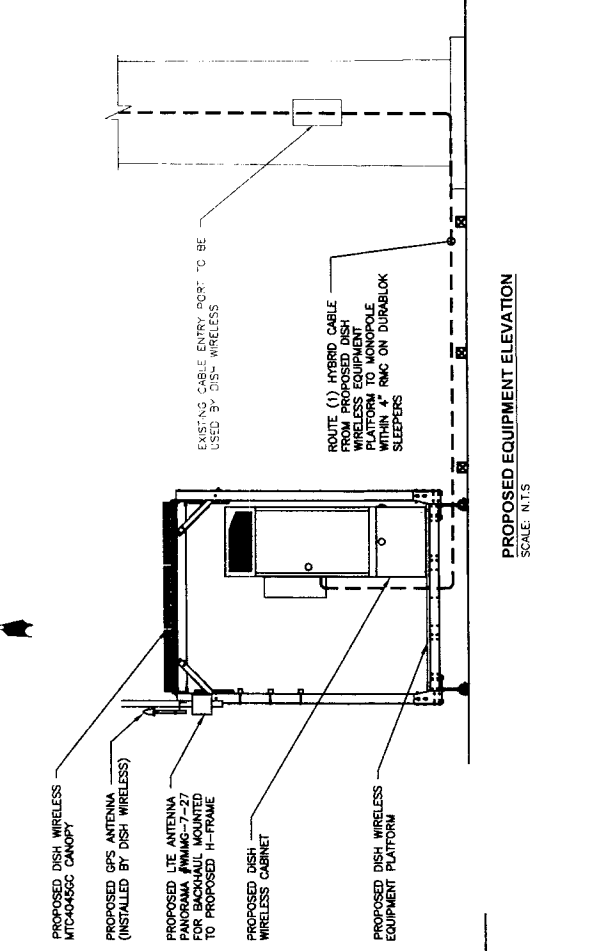 PROPOSED DISH WIRELESS
MTC4045GC CANOPY
PROPOSED GPS ANTENNA
(INSTALLED BY DISH WIRELESS)
PROPOSED LTE ANTENNA
PANORAMA #WMMG-7-27
FOR BACKHAUL MOUNTED
TO PROPOSED H-FRAME
PROPOSED DISH
WIRELESS CABINET
PROPOSED DISH WIRELESS
EQUIPMENT PLATFORM
EXISTING CABLE ENTRY PORT TO BE
USED BY DISH WIRELESS
ROUTE (1) HYBRID CABLE
FROM PROPOSED DISH
WIRELESS EQUIPMENT
PLATFORM TO MONOPOLE
WITHIN 4" RMC ON DURABLOK
SLEEPERS
PROPOSED EQUIPMENT ELEVATION
SCALE: N.T.S